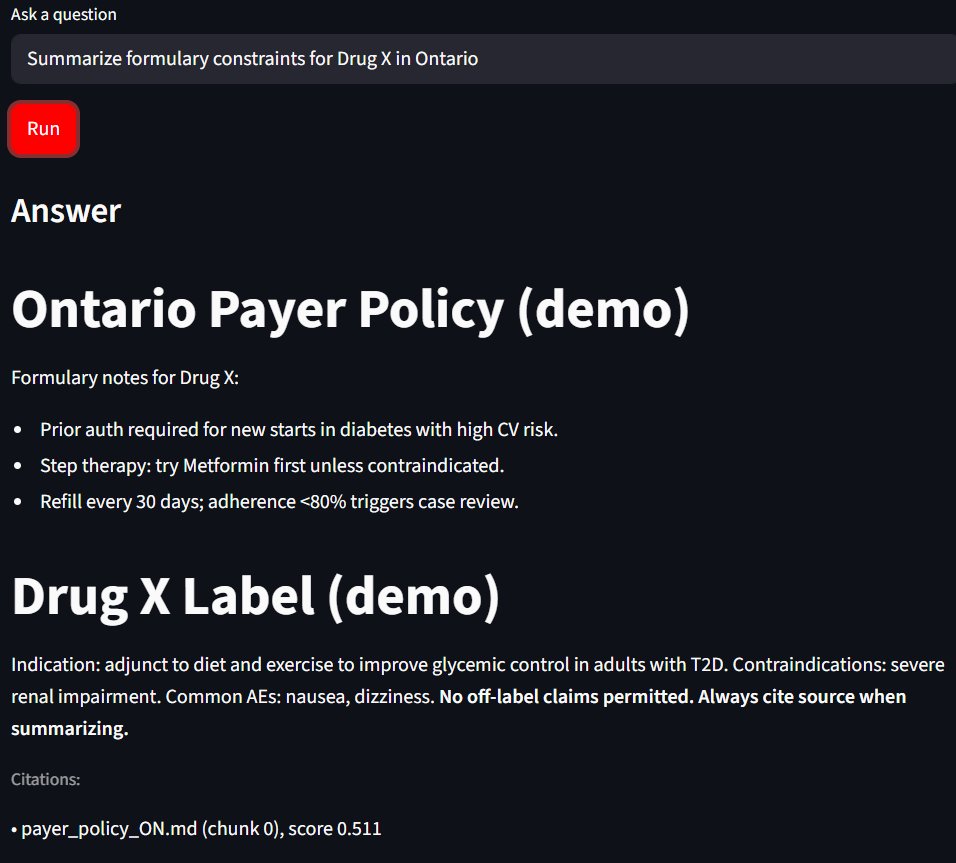 Ask a question
Summarize formulary constraints for Drug X in Ontario
Run
Answer
Ontario Payer Policy (demo)
Formulary notes for Drug X:
• Prior auth required for new starts in diabetes with high CV risk.
• Step therapy: try Metformin first unless contraindicated.
• Refill every 30 days; adherence <80% triggers case review.
Drug X Label (demo)
Indication: adjunct to diet and exercise to improve glycemic control in adults with T2D. Contraindications: severe
renal impairment. Common AEs: nausea, dizziness. No off-label claims permitted. Always cite source when
summarizing.
Citations:
• payer_policy_ON.md (chunk 0), score 0.511